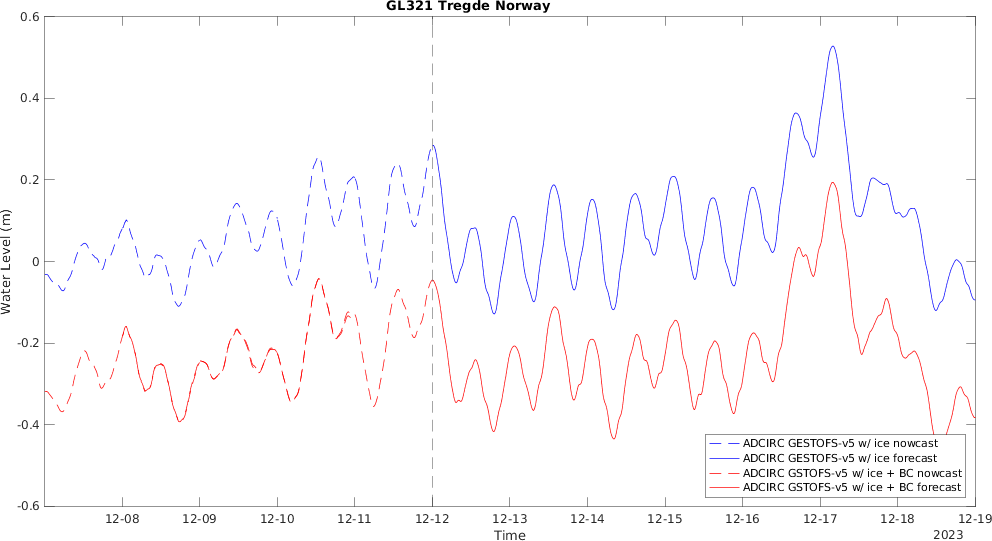 GL321 Tregde Norway
0.6
0.4
0.2
0
-0.2
-0.4
-0.6
Water Level (m)
ADCIRC GESTOFS-v5 w/ ice nowcast
ADCIRC GESTOFS-v5 w/ ice forecast
ADCIRC GSTOFS-v5 w/ ice + BC nowcast
ADCIRC GSTOFS-v5 w/ ice + BC forecast
12-08 12-09 12-10 12-11 12-12 12-13 12-14 12-15 12-16 12-17 12-18 12-19
Time
2023